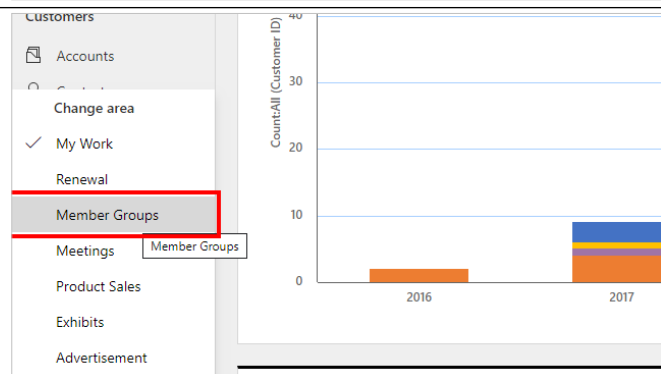 Customers
Accounts
Change area
My Work
Renewal
Member Groups
Meetings
Member Groups
Product Sales
Exhibits
Advertisement
Count:All (Customer ID)
40
30
20
10
0
2016
2017